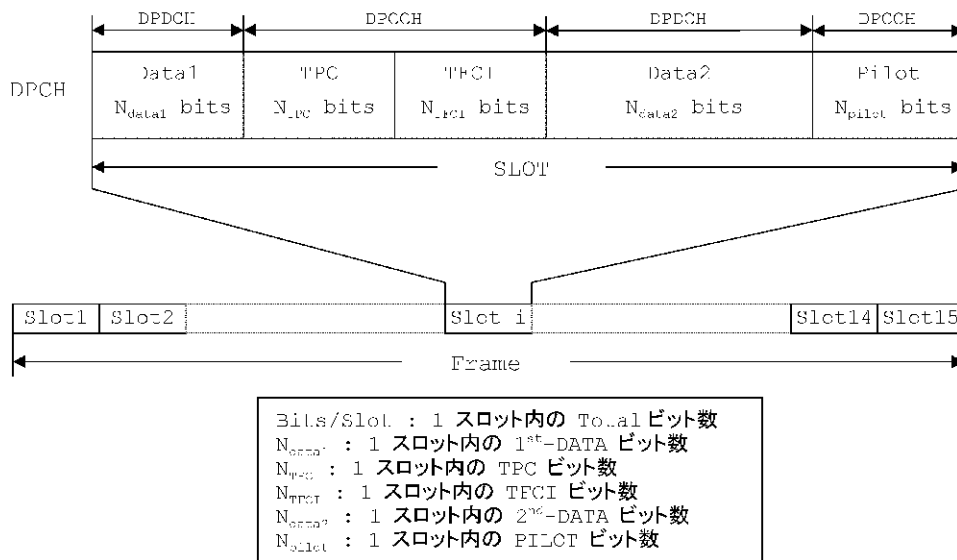 DPDCH DPCCH DPDCH DPCCH
DPCH
Data1 TPC TFCI Data2 Pilot
N_data1 bits N_TPC bits N_TFCI bits N_data2 bits N_pilot bits
SLOT
Slot1 Slot2 Slot i Slot14 Slot15
Frame
Bits/Slot : 1 スロット内の Total ビット数
N_data1 : 1 スロット内の 1st-DATA ビット数
N_TPC : 1 スロット内の TPC ビット数
N_TFCI : 1 スロット内の TFCI ビット数
N_data2 : 1 スロット内の 2nd-DATA ビット数
N_pilot : 1 スロット内の PILOT ビット数